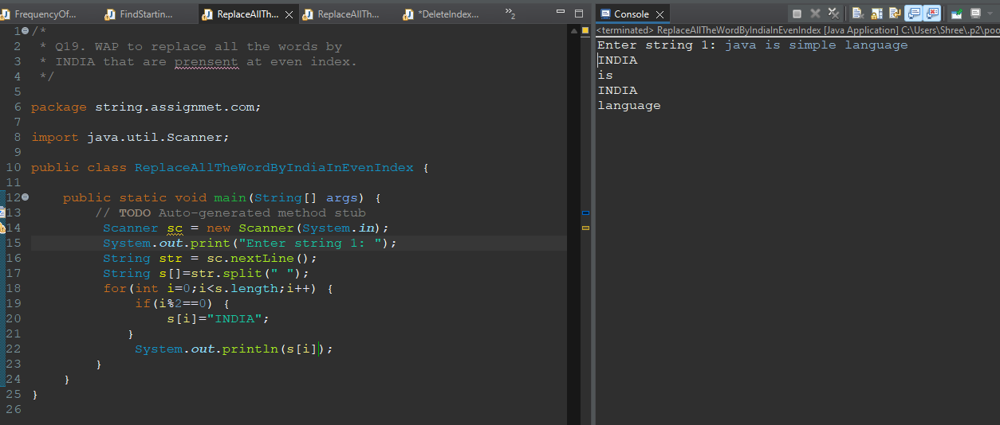 FrequencyOf...
FindStartin...
ReplaceAllTh...
ReplaceAllTh...
*DeleteIndex...
»2
1 /*
2 * Q19. WAP to replace all the words by
3 * INDIA that are prensent at even index.
4 */
5
6 package string.assignmet.com;
7
8 import java.util.Scanner;
9
10 public class ReplaceAllTheWordByIndiaInEvenIndex {
11
12 public static void main(String[] args) {
13 // TODO Auto-generated method stub
14 Scanner sc = new Scanner(System.in);
15 System.out.print("Enter string 1: ");
16 String str = sc.nextLine();
17 String s[]=str.split(" ");
18 for(int i=0;i<s.length;i++) {
19 if(i%2==0) {
20 s[i]="INDIA";
21 }
22 System.out.println(s[i]);
23 }
24 }
25 }
26
Console
<terminated> ReplaceAllTheWordByIndiaInEvenIndex [Java Application] C:\Users\Shree\.p2\poo
Enter string 1: java is simple language
INDIA
is
INDIA
language